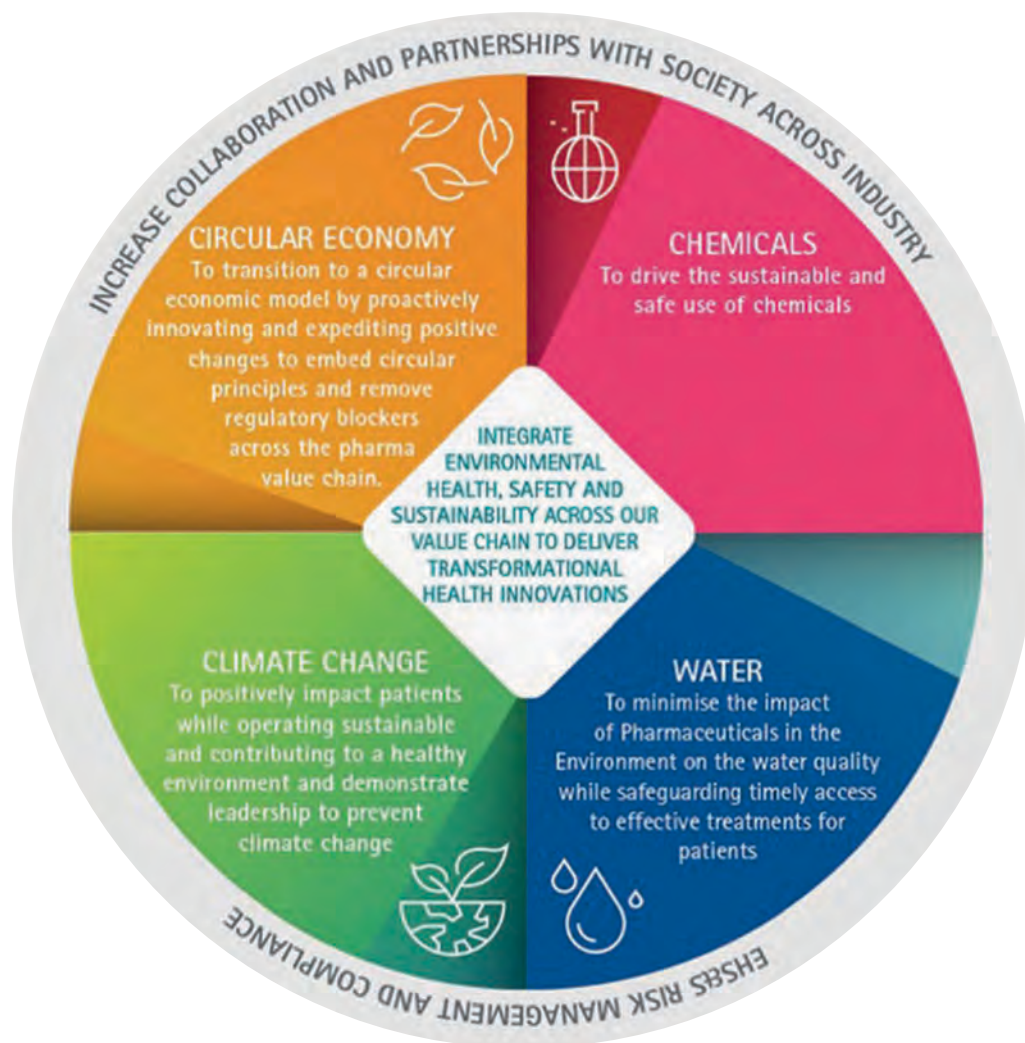 INCREASE COLLABORATION AND PARTNERSHIPS WITH SOCIETY ACROSS INDUSTRY
CIRCULAR ECONOMY
To transition to a circular
economic model by proactively
innovating and expediting positive
changes to embed circular
principles and remove
regulatory blockers
across the pharma
value chain.
CHEMICALS
To drive the sustainable and
safe use of chemicals
INTEGRATE
ENVIRONMENTAL
HEALTH, SAFETY AND
SUSTAINABILITY ACROSS OUR
VALUE CHAIN TO DELIVER
TRANSFORMATIONAL
HEALTH INNOVATIONS
CLIMATE CHANGE
To positively impact patients
while operating sustainable
and contributing to a healthy
environment and demonstrate
leadership to prevent
climate change
WATER
To minimise the impact
of Pharmaceuticals in the
Environment on the water quality
while safeguarding timely access
to effective treatments for
patients
EHS&S RISK MANAGEMENT AND COMPLIANCE